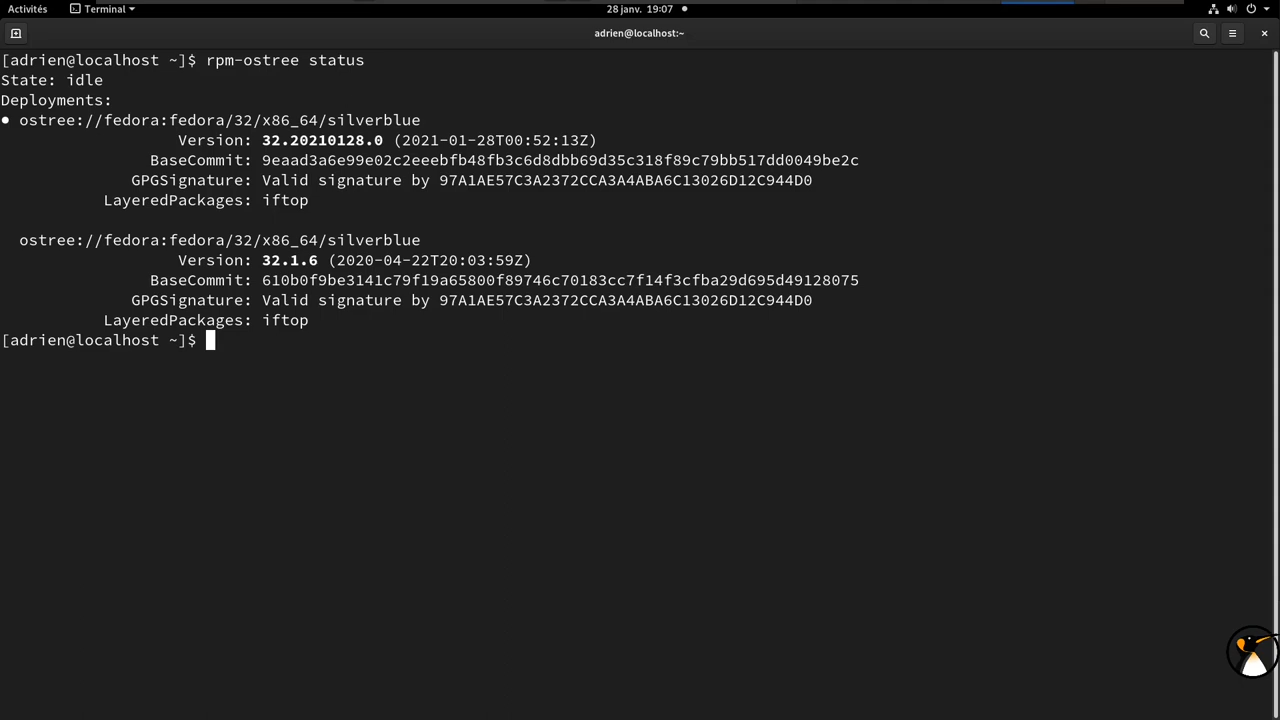 Activités Terminal 28 janv. 19:07
adrien@localhost:~
[adrien@localhost ~]$ rpm-ostree status
State: idle
Deployments:
● ostree://fedora:fedora/32/x86_64/silverblue
Version: 32.20210128.0 (2021-01-28T00:52:13Z)
BaseCommit: 9eaad3a6e99e02c2eeebfb48fb3c6d8dbb69d35c318f89c79bb517dd0049be2c
GPGSignature: Valid signature by 97A1AE57C3A2372CCA3A4ABA6C13026D12C944D0
LayeredPackages: iftop
ostree://fedora:fedora/32/x86_64/silverblue
Version: 32.1.6 (2020-04-22T20:03:59Z)
BaseCommit: 610b0f9be3141c79f19a65800f89746c70183cc7f14f3cfba29d695d49128075
GPGSignature: Valid signature by 97A1AE57C3A2372CCA3A4ABA6C13026D12C944D0
LayeredPackages: iftop
[adrien@localhost ~]$